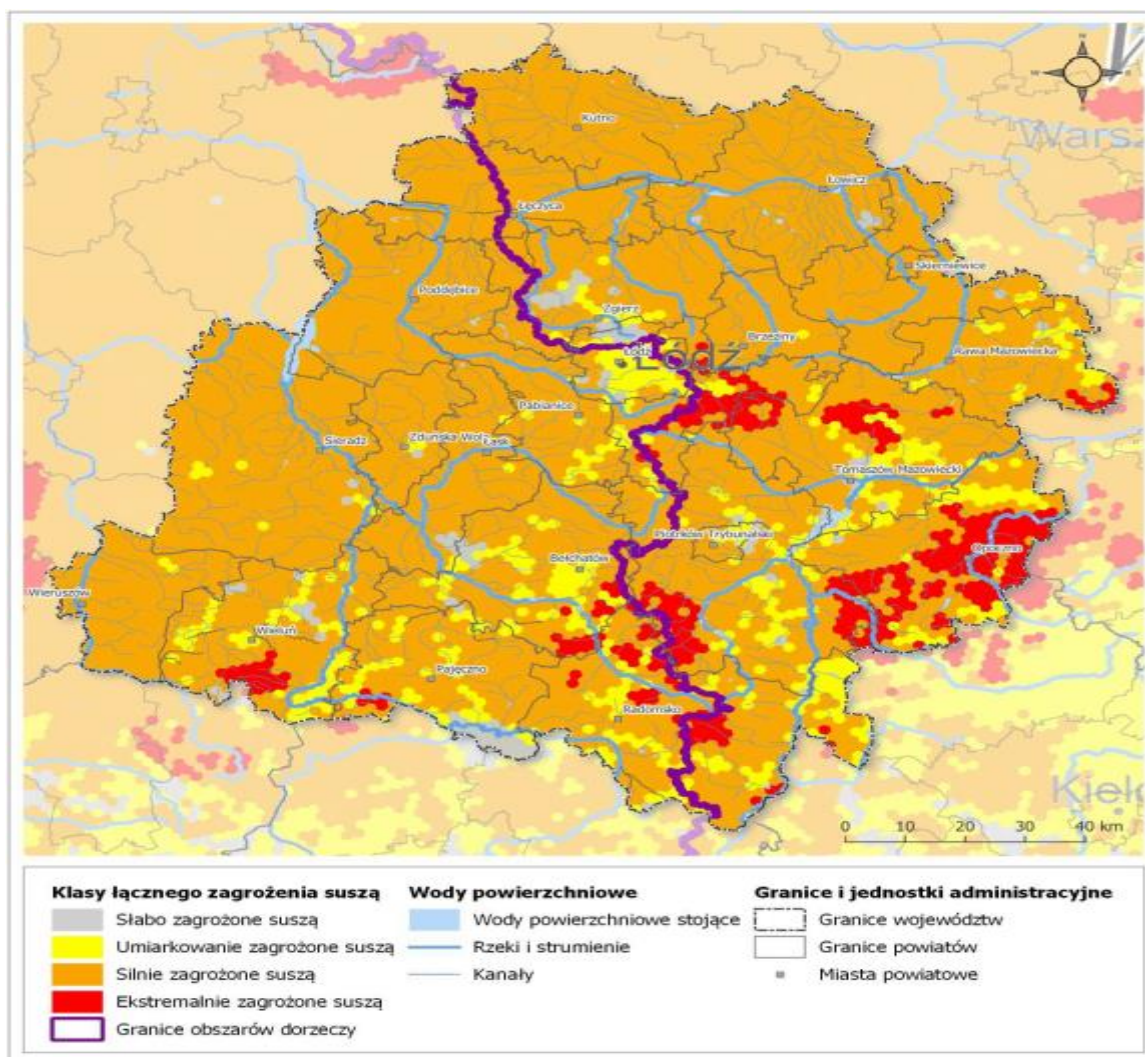 N
W
E
S
Warsz
Kutno
Łowicz
Łęczyca
Skierniewice
Poddębice
Zgierz
Brzeziny
Łódź
Łódź
Rawa Mazowiecka
Pabianice
Sieradz
Zduńska Wola
Łask
Tomaszów Mazowiecki
Piotrków Trybunalski
Opoczno
Bełchatów
Wieruszów
Wieluń
Pajęczno
Radomsko
Kielc
0 10 20 30 40 km
Klasy łącznego zagrożenia suszą
Słabo zagrożone suszą
Umiarkowanie zagrożone suszą
Silnie zagrożone suszą
Ekstremalnie zagrożone suszą
Granice obszarów dorzeczy
Wody powierzchniowe
Wody powierzchniowe stojące
Rzeki i strumienie
Kanały
Granice i jednostki administracyjne
Granice województw
Granice powiatów
Miasta powiatowe